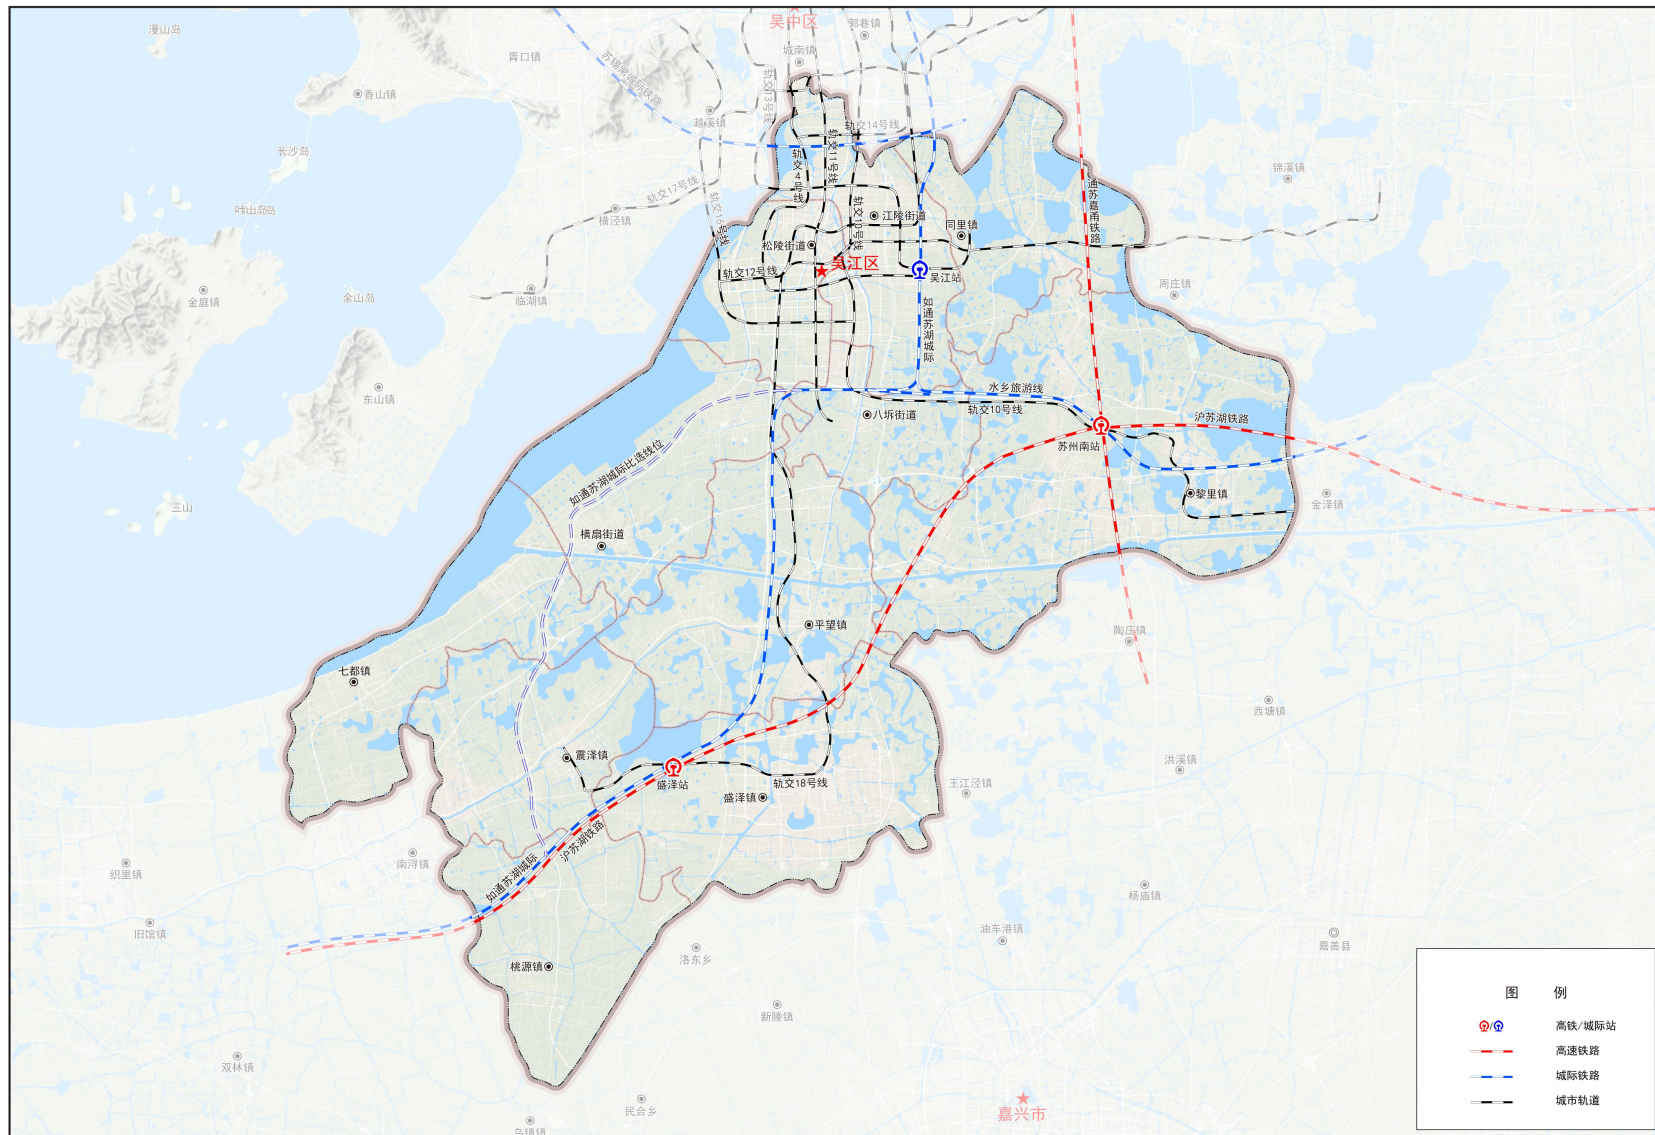 吴中区
漫山岛
郭巷镇
城南镇
胥口镇
苏锡常城际铁路
轨交13号线
香山镇
越溪镇
轨交14号线
轨交11号线
轨交4号线
长沙岛
锦溪镇
轨交17号线
通苏嘉甬铁路
叶山岛
横泾镇
轨交16号线
轨交10号线
江陵街道
同里镇
松陵街道
吴江区
轨交12号线
吴江站
周庄镇
金庭镇
余山岛
临湖镇
如通苏湖城际
东山镇
水乡旅游线
轨交10号线
八坼街道
沪苏湖铁路
苏州南站
如通苏湖城际比选线位
黎里镇
金泽镇
三山
横扇街道
平望镇
陶庄镇
七都镇
西塘镇
震泽镇
洪溪镇
盛泽站
轨交18号线
王江泾镇
盛泽镇
沪苏湖铁路
如通苏湖城际
南浔镇
织里镇
杨庙镇
旧馆镇
油车港镇
嘉善县
洛东乡
桃源镇
新塍镇
双林镇
民合乡
嘉兴市
乌镇镇
图 例
高铁/城际站
高速铁路
城际铁路
城市轨道